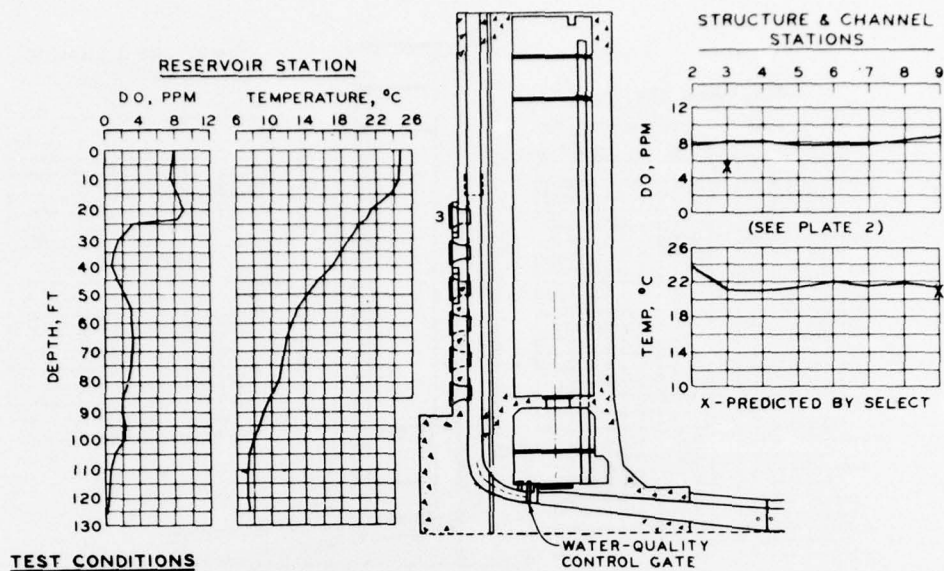 RESERVOIR STATION
DO, PPM
TEMPERATURE, °C
0 4 8 12
6 10 14 18 22 26
DEPTH, FT
0
10
20
30
40
50
60
70
80
90
100
110
120
130
3
WATER-QUALITY
CONTROL GATE
STRUCTURE & CHANNEL
STATIONS
2 3 4 5 6 7 8 9
DO, PPM
12
8
4
0
X
(SEE PLATE 2)
TEMP, °C
26
22
18
14
10
X
X-PREDICTED BY SELECT
TEST CONDITIONS